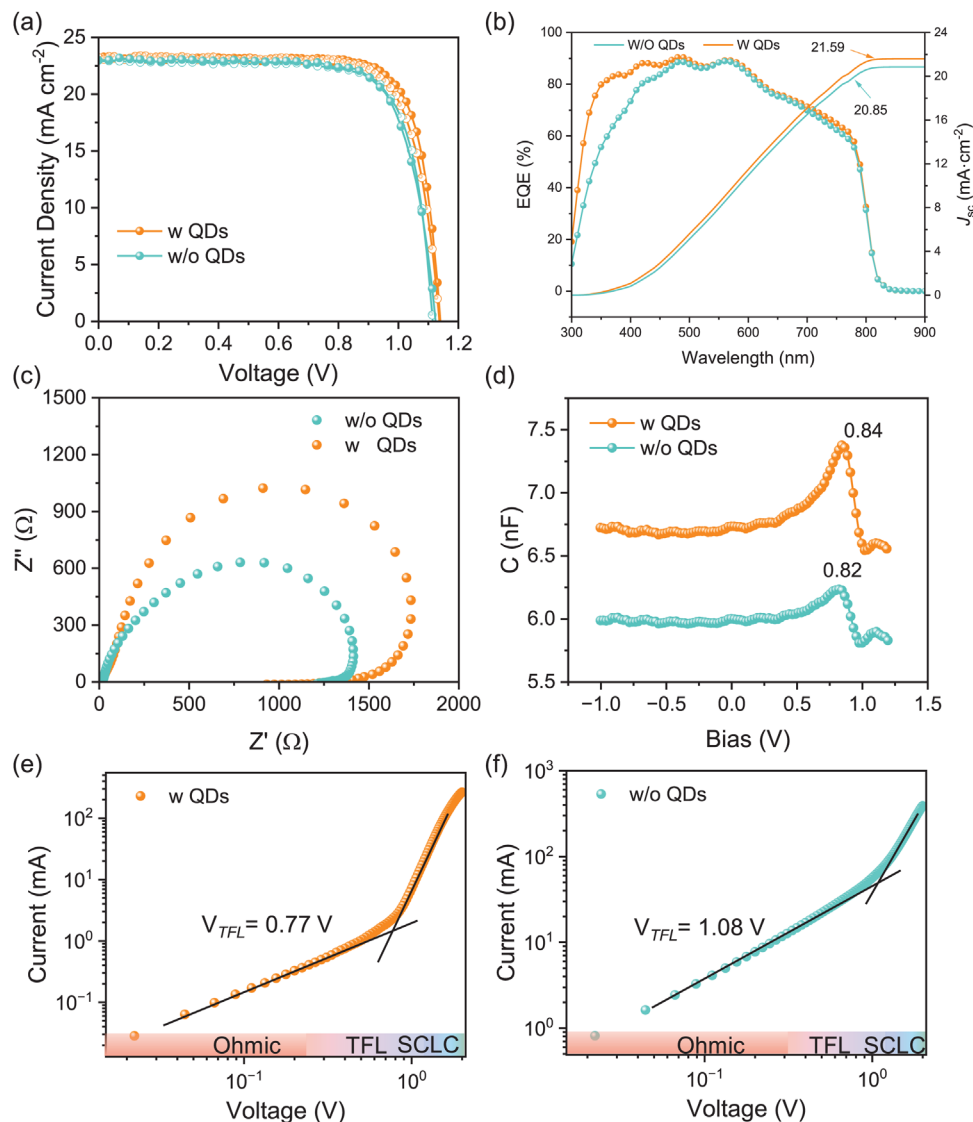 (a)
Current Density (mA cm-2)
25
20
15
10
5
0
w QDs
w/o QDs
0.0 0.2 0.4 0.6 0.8 1.0 1.2
Voltage (V)
(b)
W/O QDs W QDs
21.59
20.85
EQE (%)
100
80
60
40
20
0
24
20
16
12
8
4
0
Jsc (mA·cm-2)
300 400 500 600 700 800 900
Wavelength (nm)
(c)
Z'' (Ω)
1500
1200
900
600
300
0
w/o QDs
w QDs
0 500 1000 1500 2000
Z' (Ω)
(d)
C (nF)
7.5
7.0
6.5
6.0
5.5
w QDs
w/o QDs
0.84
0.82
−1.0 −0.5 0.0 0.5 1.0 1.5
Bias (V)
(e)
Current (mA)
10²
10¹
10⁰
10⁻¹
w QDs
VTFL= 0.77 V
Ohmic TFL SCLC
10⁻¹ 10⁰
Voltage (V)
(f)
Current (mA)
10³
10²
10¹
10⁰
w/o QDs
VTFL= 1.08 V
Ohmic TFL SCLC
10⁻¹ 10⁰
Voltage (V)